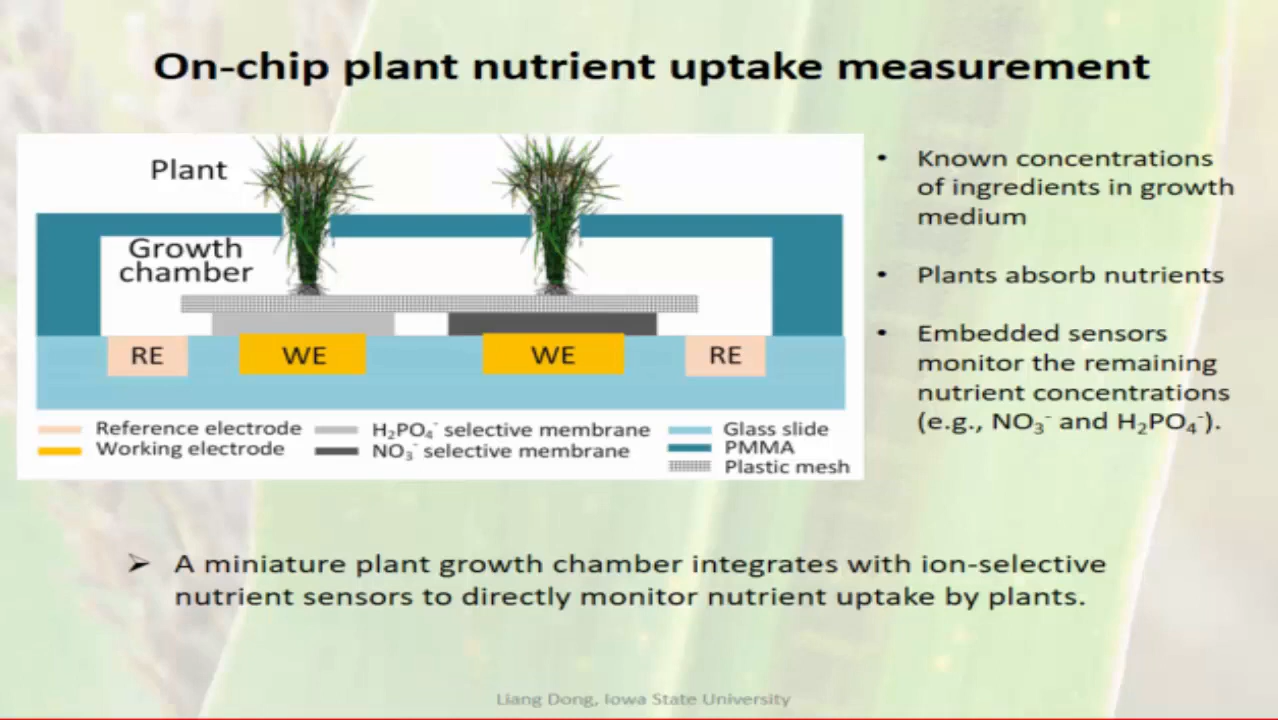 On-chip plant nutrient uptake measurement
Plant
Growth
chamber
RE
WE
WE
RE
Reference electrode
Working electrode
H₂PO₄⁻ selective membrane
NO₃⁻ selective membrane
Glass slide
PMMA
Plastic mesh
• Known concentrations
of ingredients in growth
medium
• Plants absorb nutrients
• Embedded sensors
monitor the remaining
nutrient concentrations
(e.g., NO₃⁻ and H₂PO₄⁻).
➢ A miniature plant growth chamber integrates with ion-selective
nutrient sensors to directly monitor nutrient uptake by plants.
Liang Dong, Iowa State University